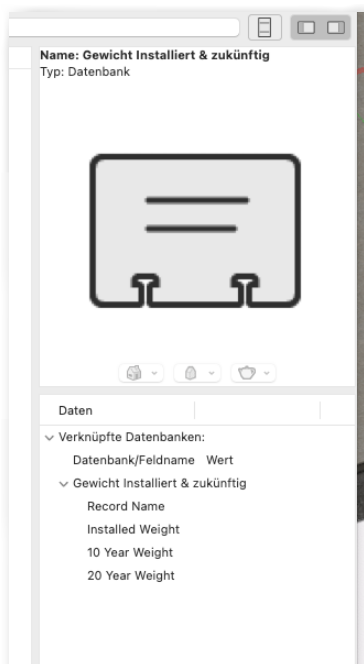 Name: Gewicht Installiert & zukünftig
Typ: Datenbank
Daten
Verknüpfte Datenbanken:
Datenbank/Feldname Wert
Gewicht Installiert & zukünftig
Record Name
Installed Weight
10 Year Weight
20 Year Weight